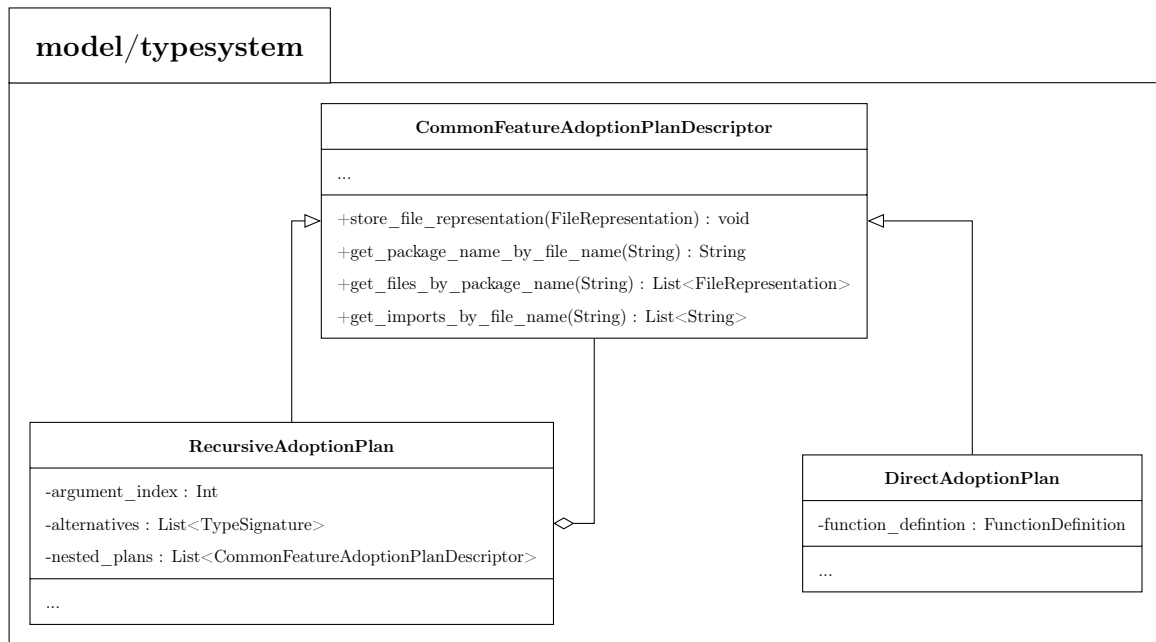 model/typesystem
CommonFeatureAdoptionPlanDescriptor
...
+store_file_representation(FileRepresentation) : void
+get_package_name_by_file_name(String) : String
+get_files_by_package_name(String) : List<FileRepresentation>
+get_imports_by_file_name(String) : List<String>
RecursiveAdoptionPlan
-argument_index : Int
-alternatives : List<TypeSignature>
-nested_plans : List<CommonFeatureAdoptionPlanDescriptor>
...
DirectAdoptionPlan
-function_defintion : FunctionDefinition
...